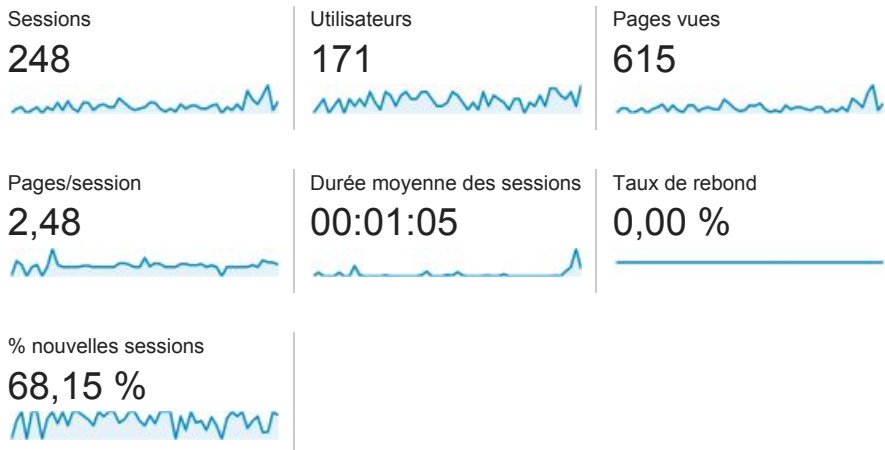 Sessions
248
Utilisateurs
171
Pages vues
615
Pages/session
2,48
Durée moyenne des sessions
00:01:05
Taux de rebond
0,00 %
% nouvelles sessions
68,15 %